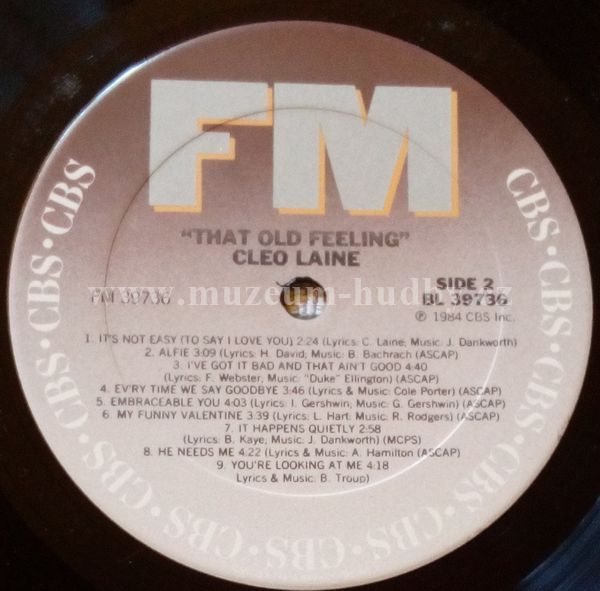 FM
"THAT OLD FEELING"
CLEO LAINE
FM 39736
SIDE 2
BL 39736
℗ 1984 CBS Inc.
1. IT'S NOT EASY (TO SAY I LOVE YOU) 2:24 (Lyrics: C. Laine; Music: J. Dankworth)
2. ALFIE 3:09 (Lyrics: H. David; Music: B. Bachrach (ASCAP)
3. I'VE GOT IT BAD AND THAT AIN'T GOOD 4:40
(Lyrics: F. Webster, Music: "Duke" Ellington) (ASCAP)
4. EV'RY TIME WE SAY GOODBYE 3:46 (Lyrics & Music: Cole Porter) (ASCAP)
5. EMBRACEABLE YOU 4:03 (Lyrics: I. Gershwin; Music: G. Gershwin) (ASCAP)
6. MY FUNNY VALENTINE 3:39 (Lyrics: L. Hart: Music: R. Rodgers) (ASCAP)
7. IT HAPPENS QUIETLY 2:58
(Lyrics: B. Kaye; Music: J. Dankworth) (MCPS)
8. HE NEEDS ME 4:22 (Lyrics & Music: A. Hamilton (ASCAP)
9. YOU'RE LOOKING AT ME 4:18
Lyrics & Music: B. Troup)
CBS · CBS · CBS · CBS · CBS · CBS · CBS · CBS · CBS · CBS · CBS · CBS